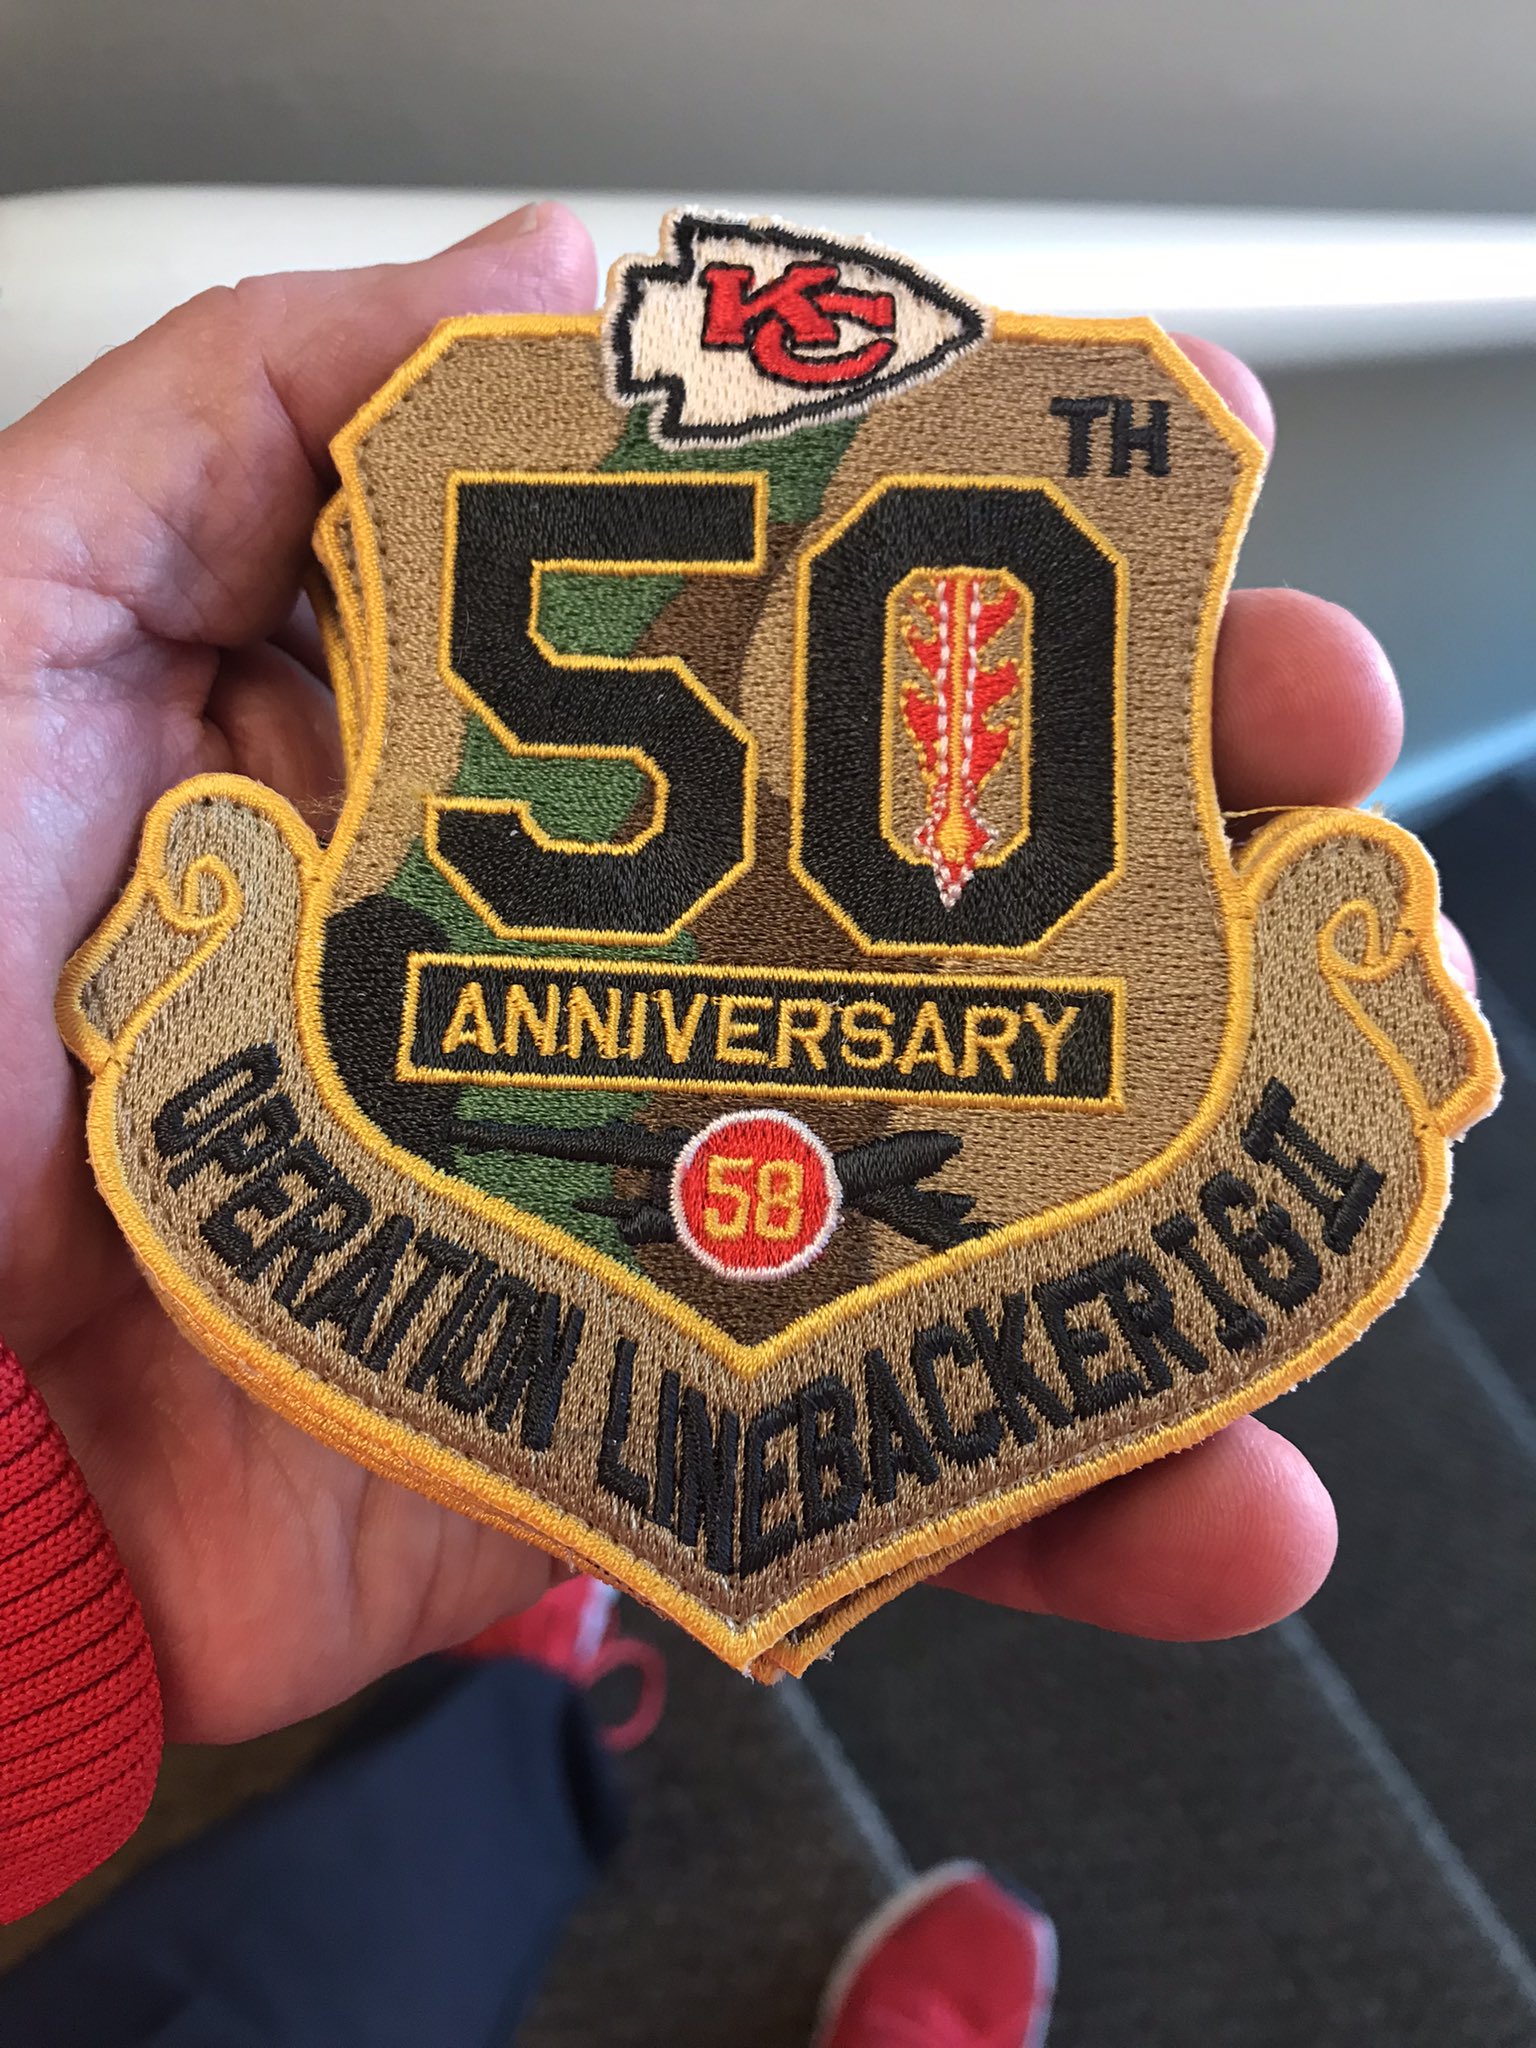 KC
TH
50
ANNIVERSARY
58
OPERATION LINEBACKER I & II